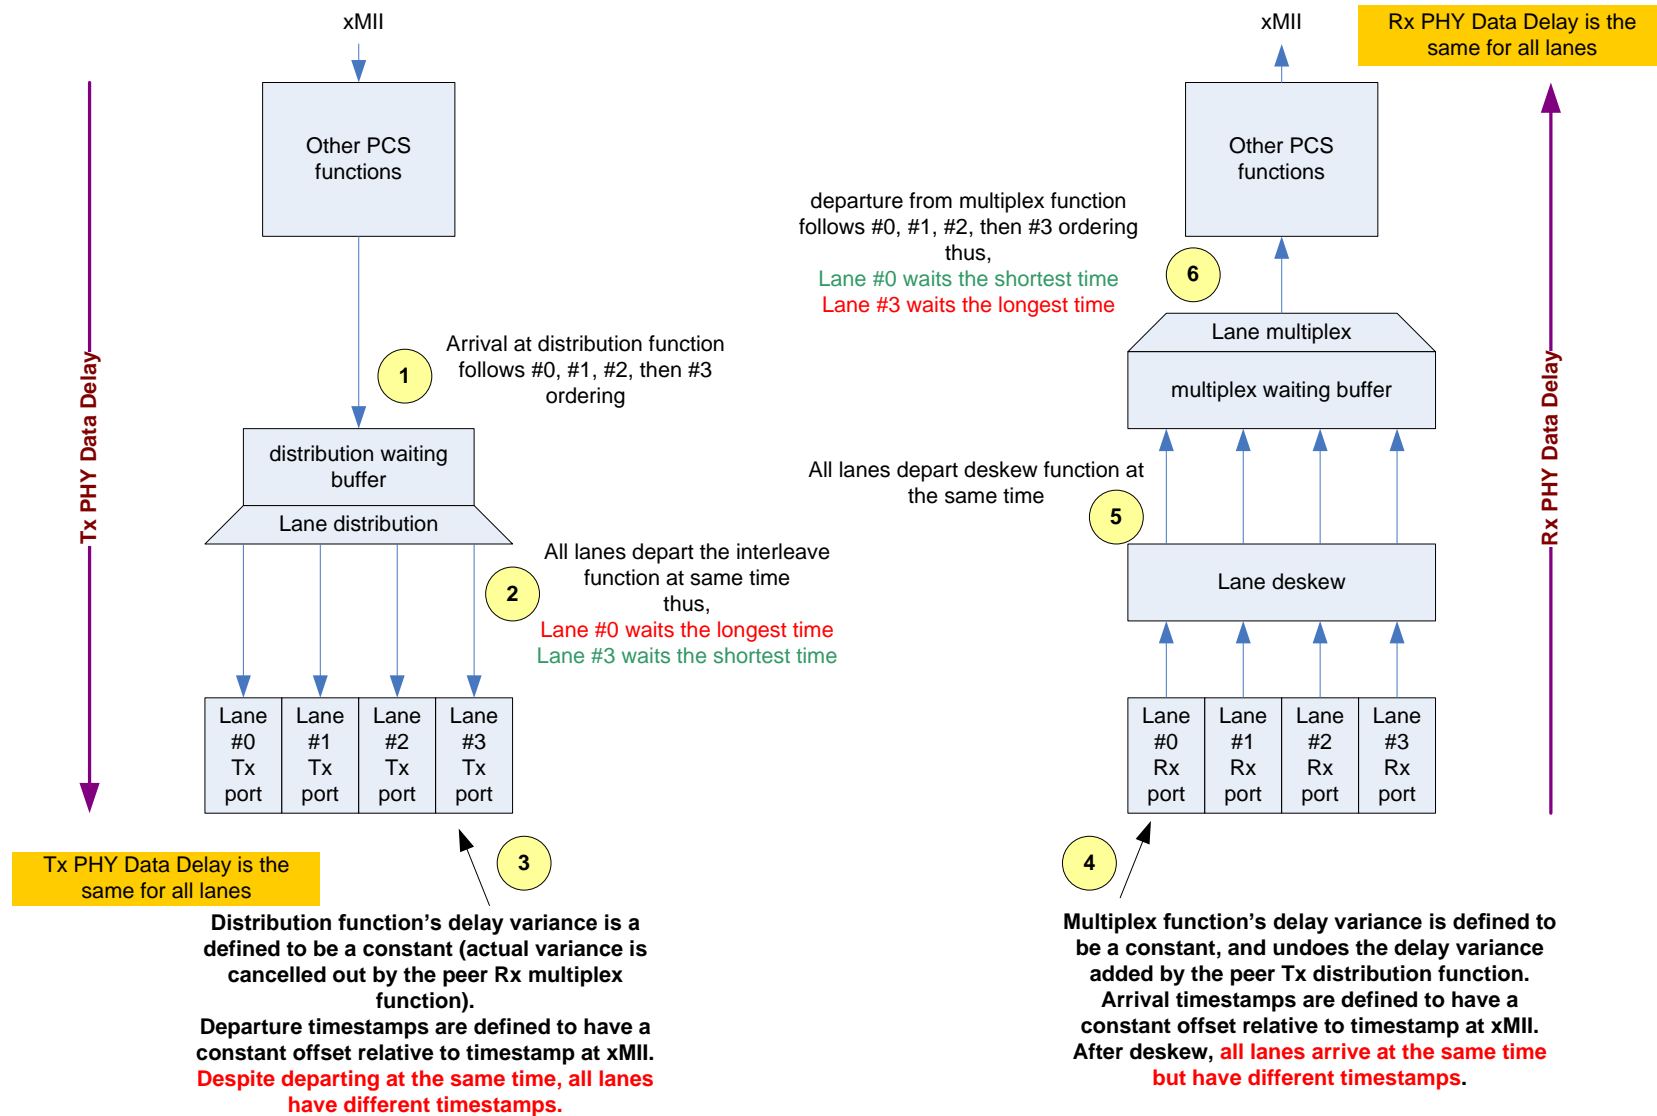 xMII
Other PCS
functions
1
Arrival at distribution function
follows #0, #1, #2, then #3
ordering
distribution waiting
buffer
Lane distribution
2
All lanes depart the interleave
function at same time
thus,
Lane #0 waits the longest time
Lane #3 waits the shortest time
Lane
#0
Tx
port
Lane
#1
Tx
port
Lane
#2
Tx
port
Lane
#3
Tx
port
Tx PHY Data Delay
3
Tx PHY Data Delay is the
same for all lanes
Distribution function's delay variance is a
defined to be a constant (actual variance is
cancelled out by the peer Rx multiplex
function).
Departure timestamps are defined to have a
constant offset relative to timestamp at xMII.
Despite departing at the same time, all lanes
have different timestamps.
xMII
Rx PHY Data Delay is the
same for all lanes
Other PCS
functions
departure from multiplex function
follows #0, #1, #2, then #3 ordering
thus,
Lane #0 waits the shortest time
Lane #3 waits the longest time
6
Lane multiplex
multiplex waiting buffer
All lanes depart deskew function at
the same time
5
Lane deskew
Lane
#0
Rx
port
Lane
#1
Rx
port
Lane
#2
Rx
port
Lane
#3
Rx
port
Rx PHY Data Delay
4
Multiplex function's delay variance is defined to
be a constant, and undoes the delay variance
added by the peer Tx distribution function.
Arrival timestamps are defined to have a
constant offset relative to timestamp at xMII.
After deskew, all lanes arrive at the same time
but have different timestamps.